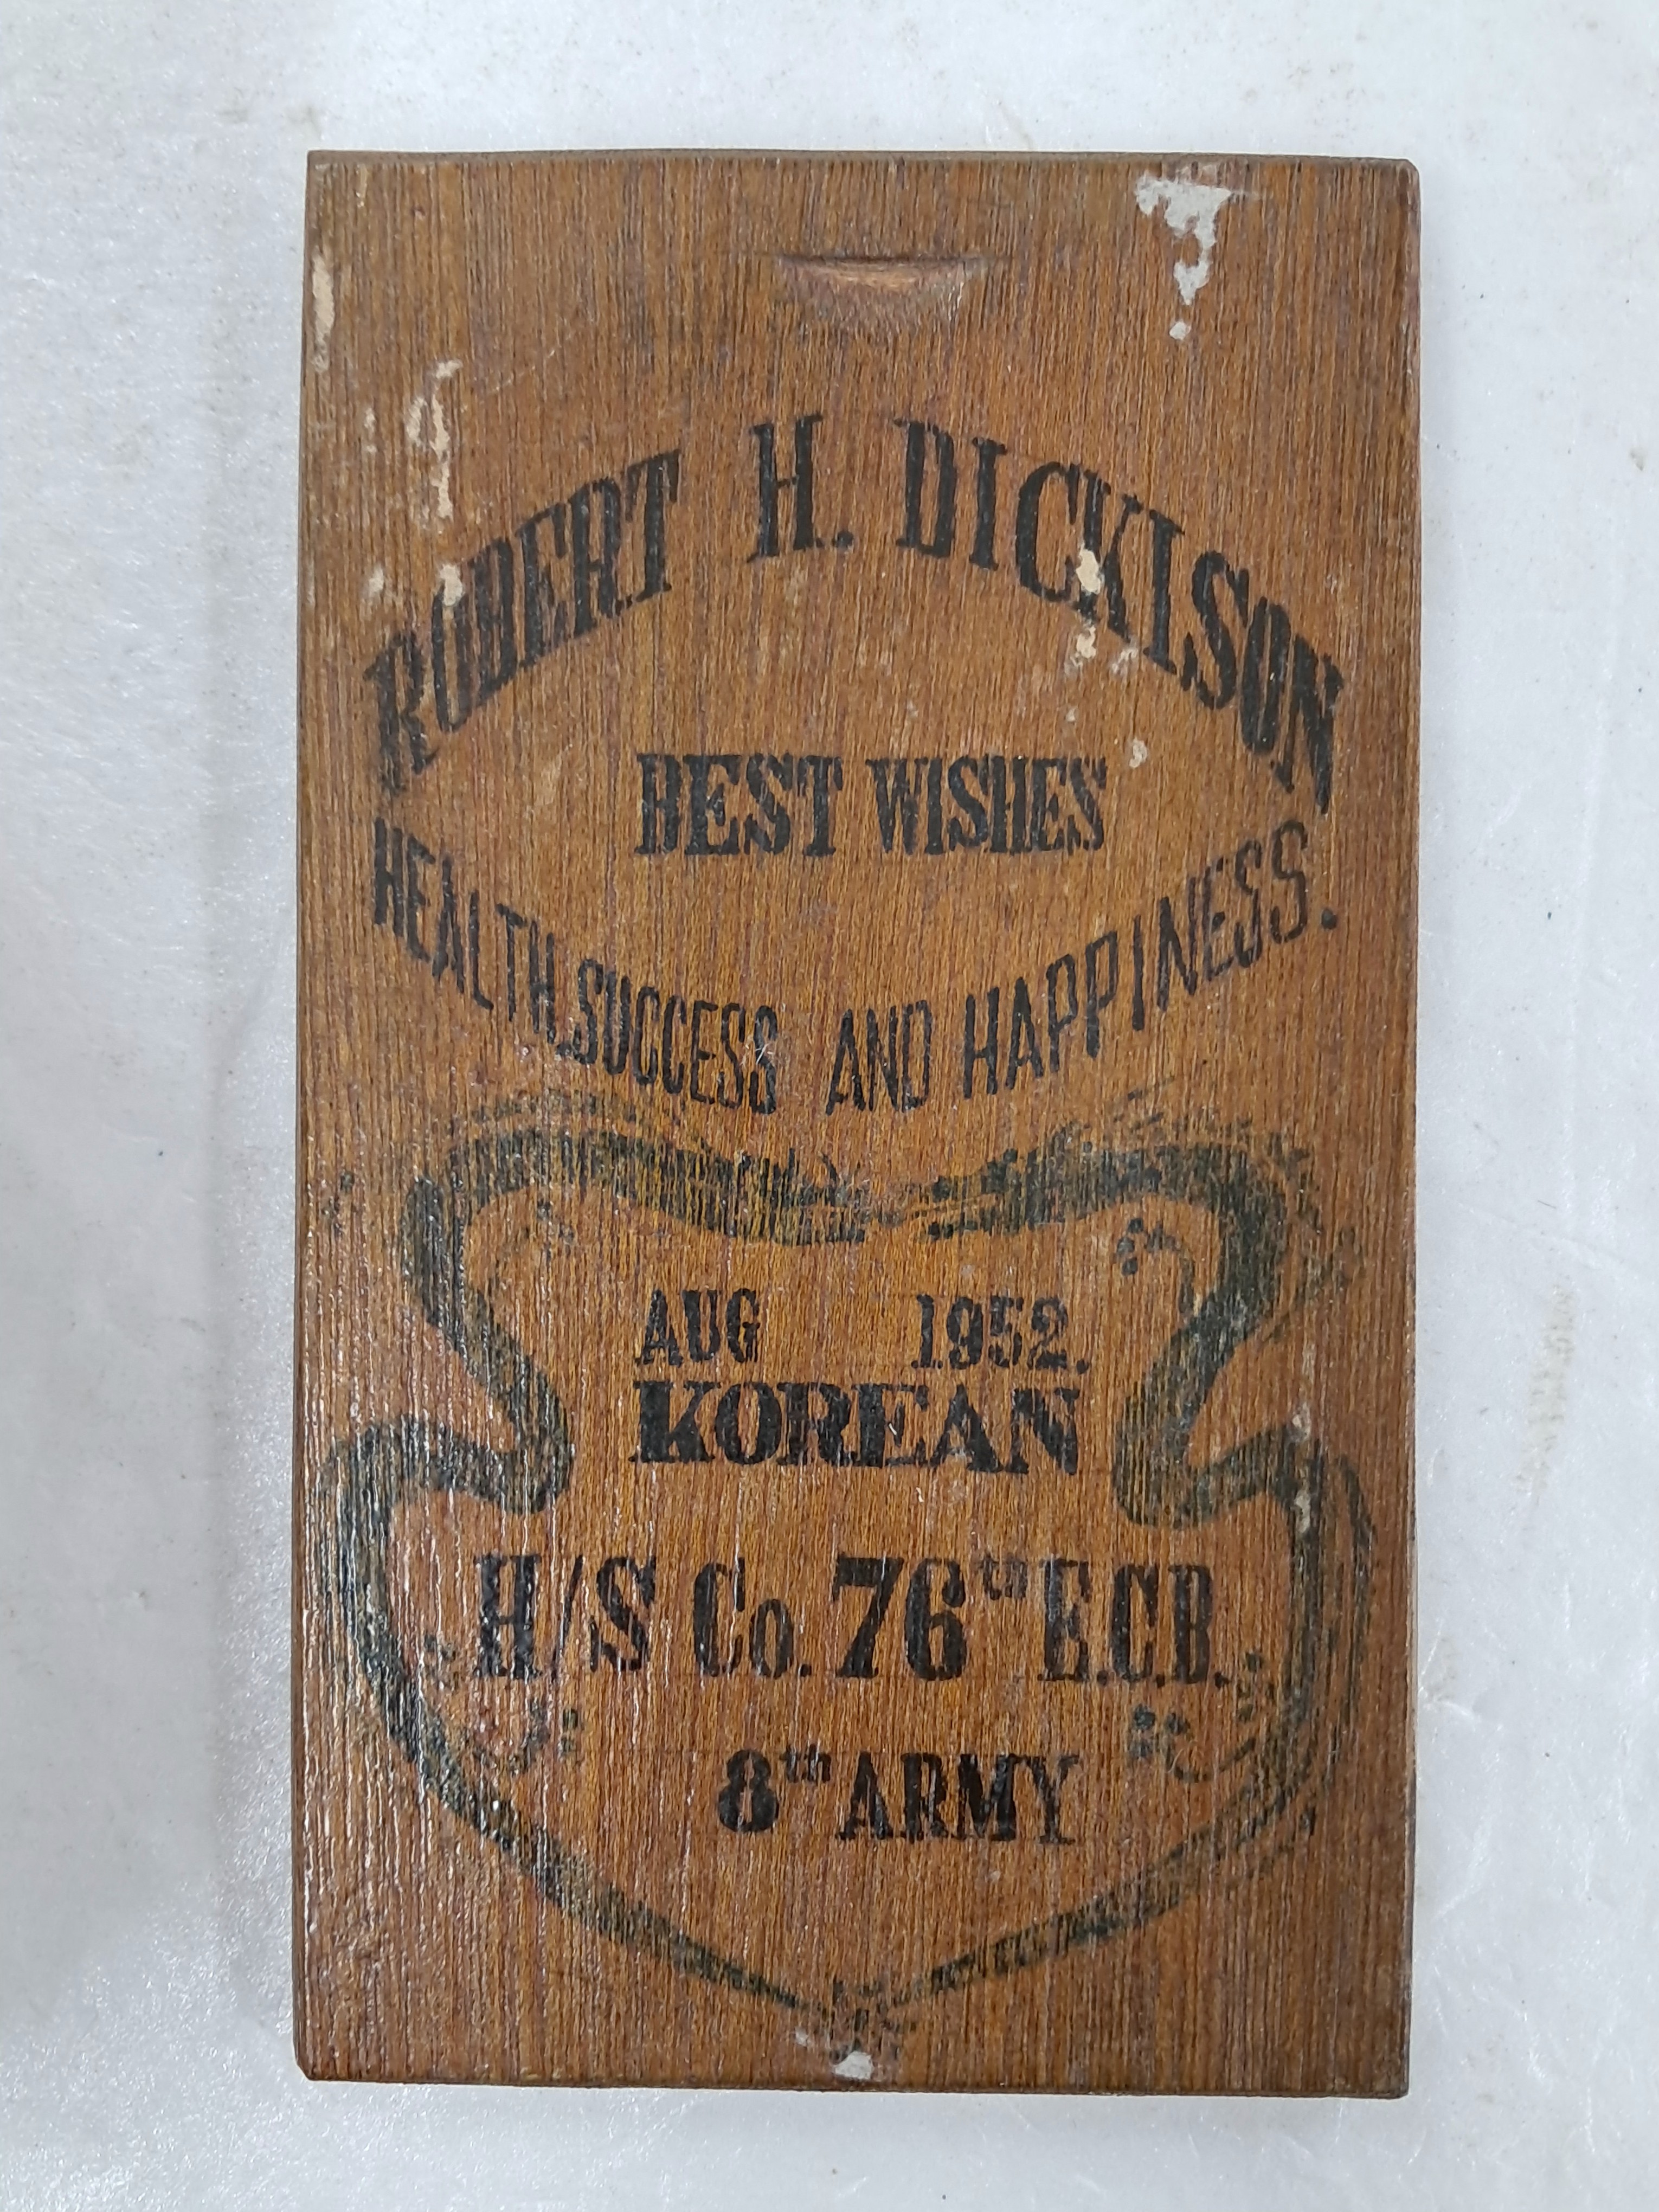 ROBERT H. DICKISON
BEST WISHES
HEALTH,SUCCESS AND HAPPINESS.
AUG 1952.
KOREAN
H/S Co. 76th E.C.B.
8th ARMY